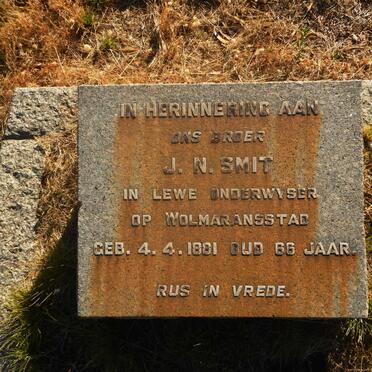 IN HERINNERING AAN
ONS BROER
J. N. SMIT
IN LEWE ONDERWYSER
OP WOLMARANSSTAD
GEB. 4. 4. 1881 OUD 66 JAAR.
RUS IN VREDE.